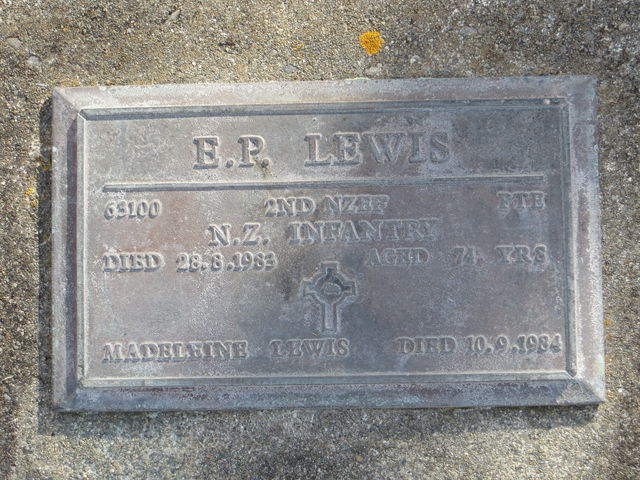 E.P. LEWIS
63100 2ND NZEF PTE
N.Z. INFANTRY
DIED 28.8.1983 AGED 74 YRS
MADELEINE LEWIS DIED 10.9.1984